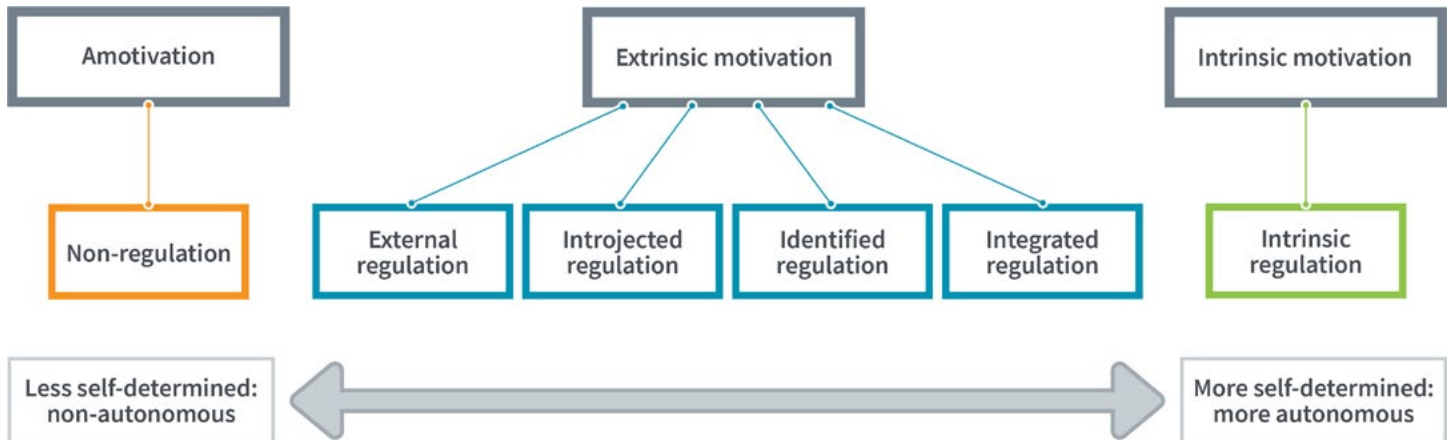 Amotivation
Extrinsic motivation
Intrinsic motivation
Non-regulation
External
regulation
Introjected
regulation
Identified
regulation
Integrated
regulation
Intrinsic
regulation
Less self-determined:
non-autonomous
More self-determined:
more autonomous